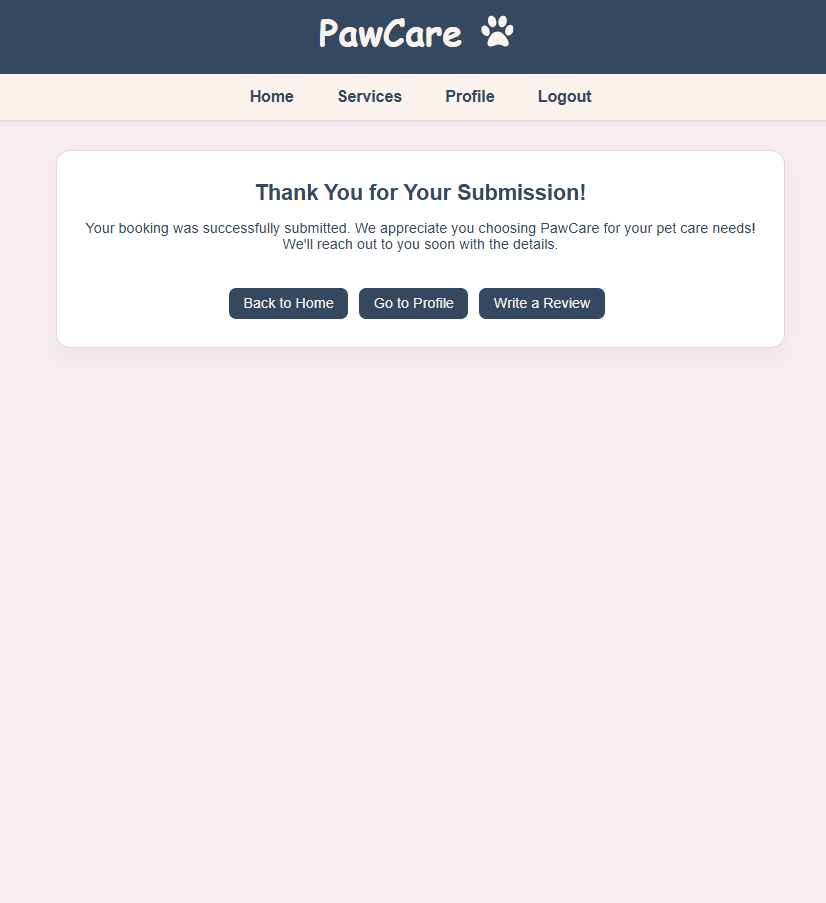 PawCare
Home Services Profile Logout
Thank You for Your Submission!
Your booking was successfully submitted. We appreciate you choosing PawCare for your pet care needs!
We'll reach out to you soon with the details.
Back to Home Go to Profile Write a Review